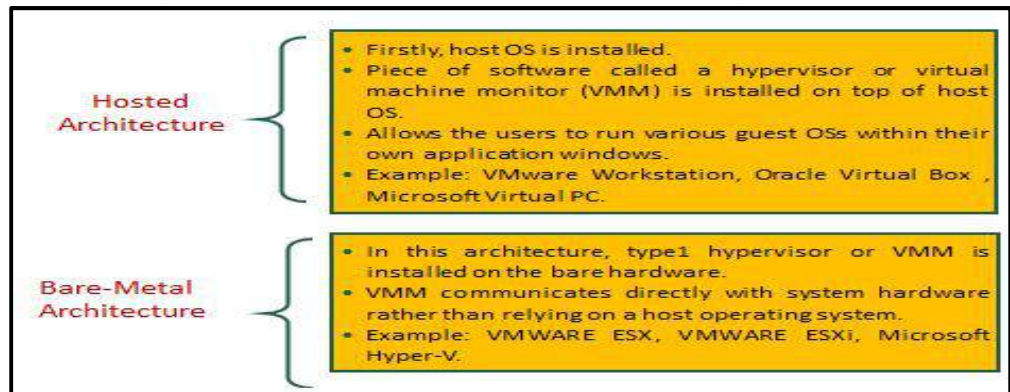 Hosted
Architecture
• Firstly, host OS is installed.
• Piece of software called a hypervisor or virtual
machine monitor (VMM) is installed on top of host
OS.
• Allows the users to run various guest OSs within their
own application windows.
• Example: VMware Workstation, Oracle Virtual Box ,
Microsoft Virtual PC.
Bare-Metal
Architecture
• In this architecture, type1 hypervisor or VMM is
installed on the bare hardware.
• VMM communicates directly with system hardware
rather than relying on a host operating system.
• Example: VMWARE ESX, VMWARE ESXi, Microsoft
Hyper-V.